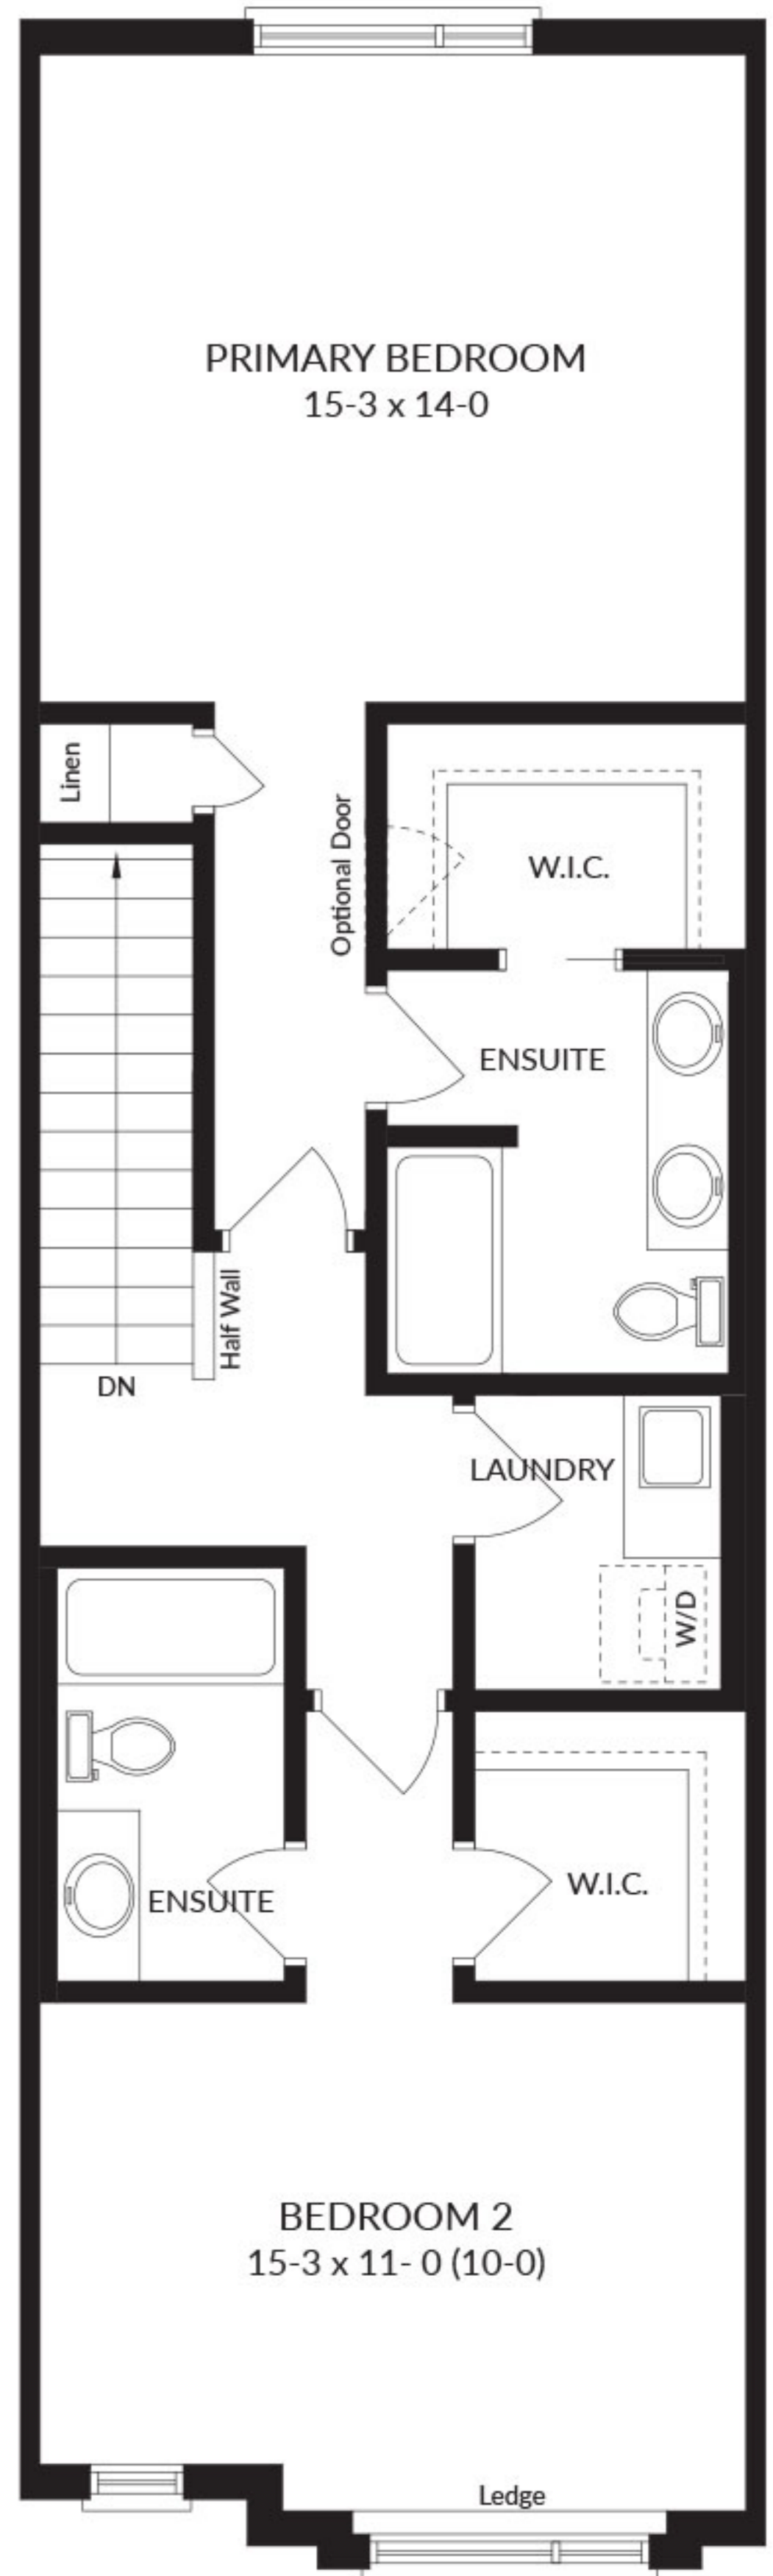 PRIMARY BEDROOM
15-3 x 14-0
Linen
Optional Door
W.I.C.
ENSUITE
Half Wall
DN
LAUNDRY
W/D
W.I.C.
ENSUITE
BEDROOM 2
15-3 x 11- 0 (10-0)
Ledge